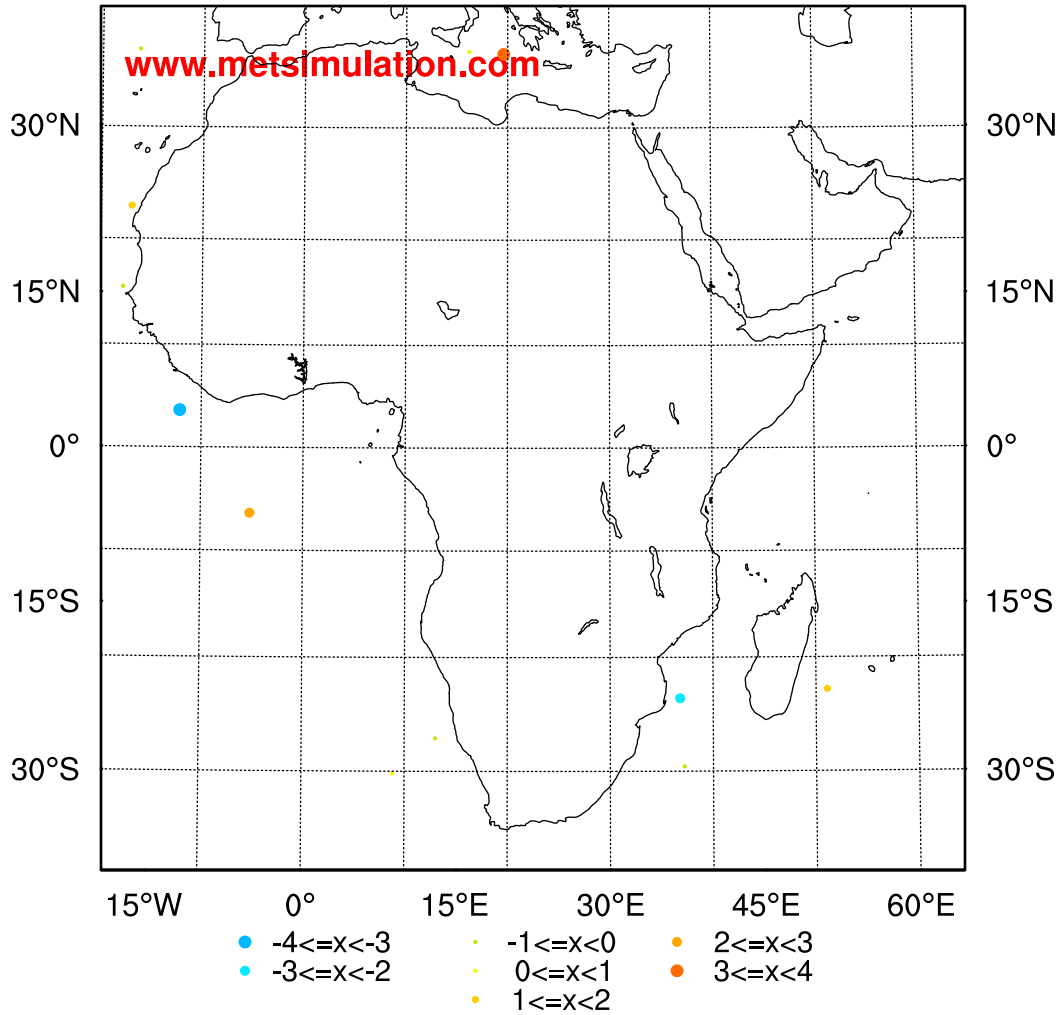 www.metsimulation.com
30°N 30°N
15°N 15°N
0° 0°
15°S 15°S
30°S 30°S
15°W 0° 15°E 30°E 45°E 60°E
-4<=x<-3 -1<=x<0 2<=x<3
-3<=x<-2 0<=x<1 3<=x<4
1<=x<2